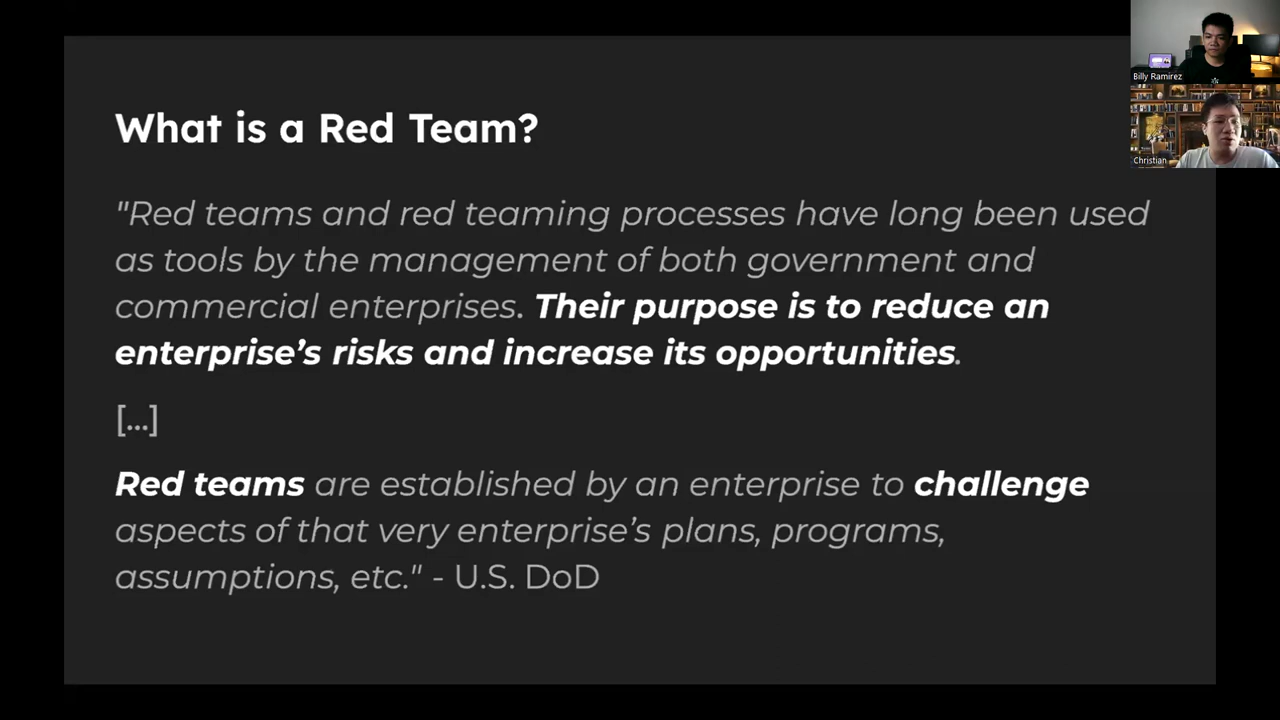 What is a Red Team?
"Red teams and red teaming processes have long been used
as tools by the management of both government and
commercial enterprises. Their purpose is to reduce an
enterprise’s risks and increase its opportunities.
[...]
Red teams are established by an enterprise to challenge
aspects of that very enterprise’s plans, programs,
assumptions, etc." - U.S. DoD
Billy Ramirez
Christian